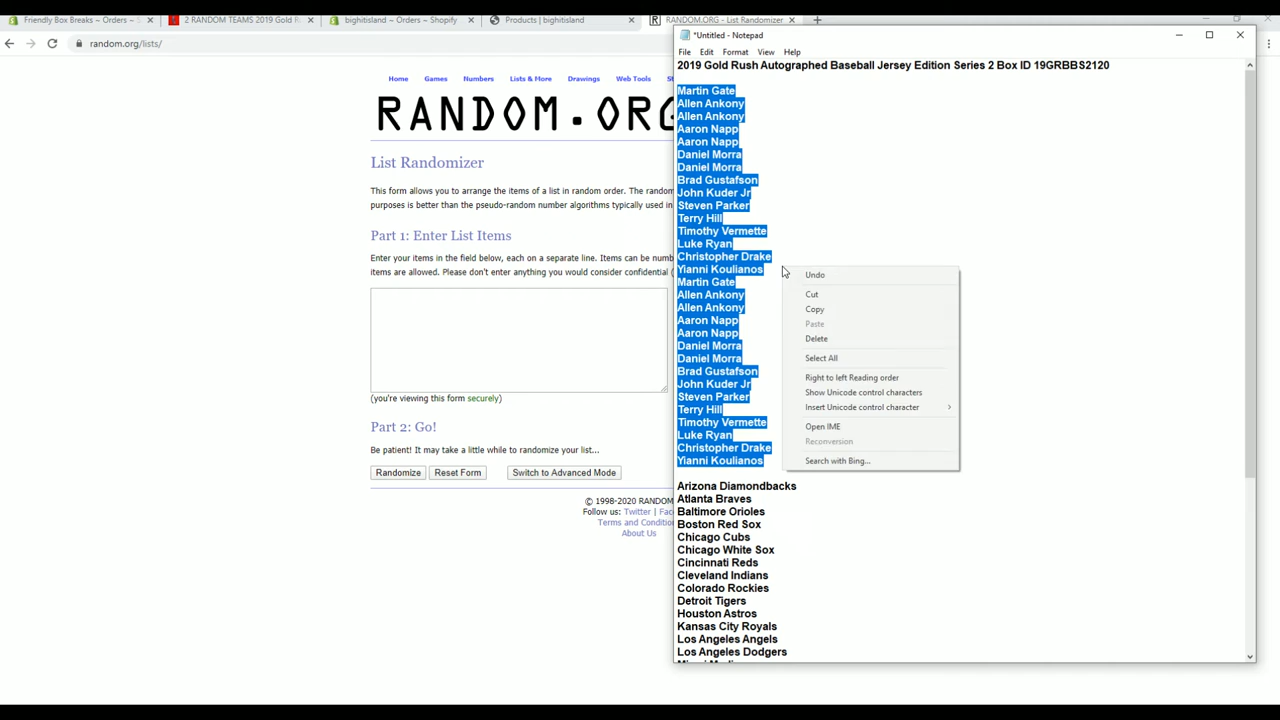 Friendly Box Breaks ~ Orders ~ S
2 RANDOM TEAMS 2019 Gold R
bighitisland ~ Orders ~ Shopify
Products | bighitisland
RANDOM.ORG - List Randomizer
random.org/lists/
Home Games Numbers Lists & More Drawings Web Tools
RANDOM.ORG
List Randomizer
This form allows you to arrange the items of a list in random order. The random
purposes is better than the pseudo-random number algorithms typically used in
Part 1: Enter List Items
Enter your items in the field below, each on a separate line. Items can be numb
items are allowed. Please don't enter anything you would consider confidential (
(you're viewing this form securely)
Part 2: Go!
Be patient! It may take a little while to randomize your list...
Randomize Reset Form Switch to Advanced Mode
© 1998-2020 RANDOM
Follow us: Twitter | Fac
Terms and Conditio
About Us
*Untitled - Notepad
File Edit Format View Help
2019 Gold Rush Autographed Baseball Jersey Edition Series 2 Box ID 19GRBBS2120
Martin Gate
Allen Ankony
Allen Ankony
Aaron Napp
Aaron Napp
Daniel Morra
Daniel Morra
Brad Gustafson
John Kuder Jr
Steven Parker
Terry Hill
Timothy Vermette
Luke Ryan
Christopher Drake
Yianni Koulianos
Martin Gate
Allen Ankony
Allen Ankony
Aaron Napp
Aaron Napp
Daniel Morra
Daniel Morra
Brad Gustafson
John Kuder Jr
Steven Parker
Terry Hill
Timothy Vermette
Luke Ryan
Christopher Drake
Yianni Koulianos
Arizona Diamondbacks
Atlanta Braves
Baltimore Orioles
Boston Red Sox
Chicago Cubs
Chicago White Sox
Cincinnati Reds
Cleveland Indians
Colorado Rockies
Detroit Tigers
Houston Astros
Kansas City Royals
Los Angeles Angels
Los Angeles Dodgers
Undo
Cut
Copy
Paste
Delete
Select All
Right to left Reading order
Show Unicode control characters
Insert Unicode control character
Open IME
Reconversion
Search with Bing...